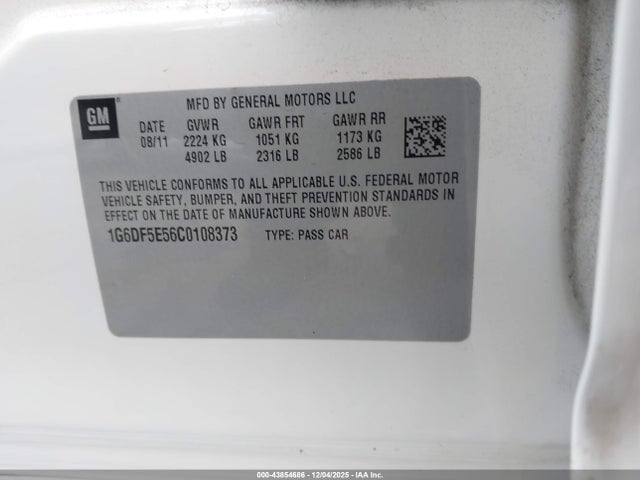 GM
MFD BY GENERAL MOTORS LLC
DATE GVWR GAWR FRT GAWR RR
08/11 2224 KG 1051 KG 1173 KG
4902 LB 2316 LB 2586 LB
THIS VEHICLE CONFORMS TO ALL APPLICABLE U.S. FEDERAL MOTOR
VEHICLE SAFETY, BUMPER, AND THEFT PREVENTION STANDARDS IN
EFFECT ON THE DATE OF MANUFACTURE SHOWN ABOVE.
1G6DF5E56C0108373 TYPE: PASS CAR
000-43854686 - 12/04/2025 - IAA Inc.